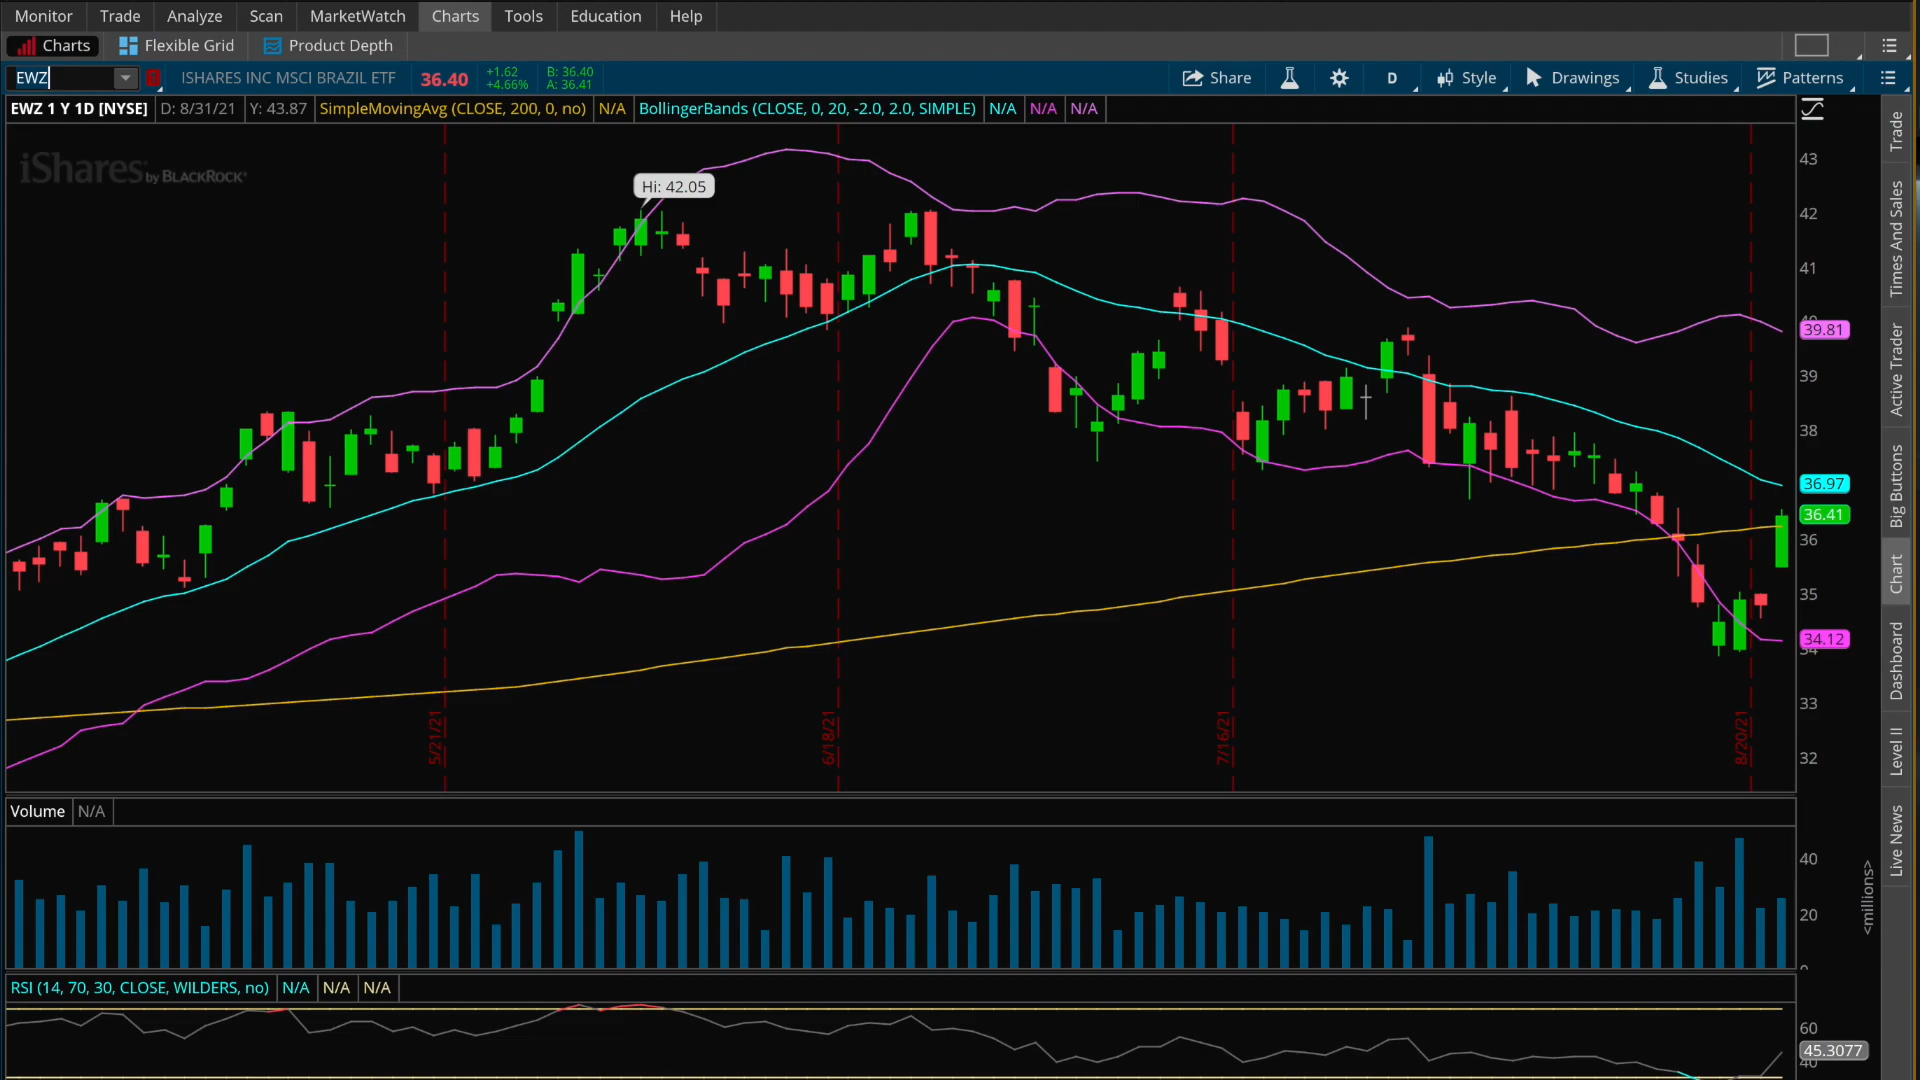 Monitor Trade Analyze Scan MarketWatch Charts Tools Education Help
Charts Flexible Grid Product Depth
EWZ ISHARES INC MSCI BRAZIL ETF 36.40 +1.62 B: 36.40
+4.66% A: 36.41
Share D Style Drawings Studies Patterns
EWZ 1 Y 1D [NYSE] D: 8/31/21 Y: 43.87 SimpleMovingAvg (CLOSE, 200, 0, no) N/A BollingerBands (CLOSE, 0, 20, -2.0, 2.0, SIMPLE) N/A N/A N/A
iShares by BLACKROCK
Hi: 42.05
43
42
41
40
39.81
39
38
36.97
36.41
36
35
34.12
34
33
32
5/21/21
6/18/21
7/16/21
8/20/21
Volume N/A
40
20
0
<millions>
RSI (14, 70, 30, CLOSE, WILDERS, no) N/A N/A N/A
60
45.3077
40
Trade
Times And Sales
Active Trader
Big Buttons
Chart
Dashboard
Level II
Live News